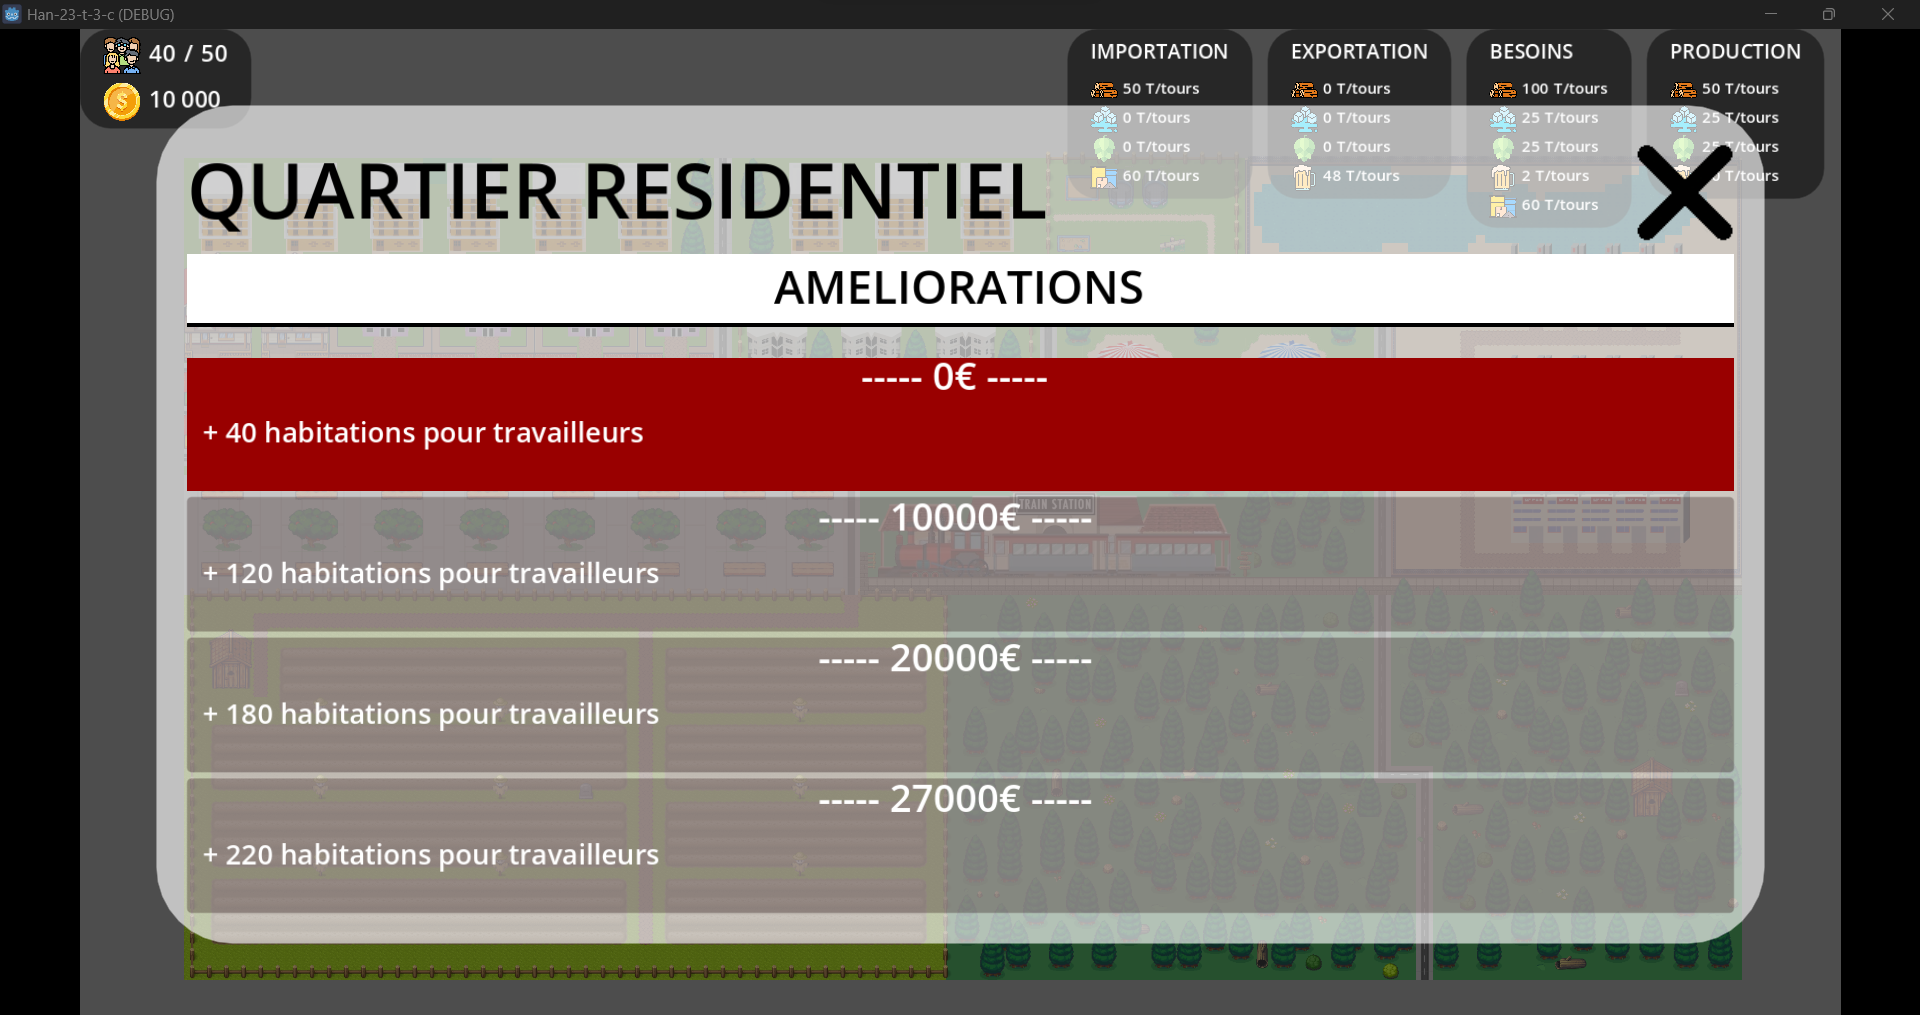 Han-23-t-3-c (DEBUG)
40 / 50
10 000
IMPORTATION
50 T/tours
0 T/tours
0 T/tours
60 T/tours
EXPORTATION
0 T/tours
0 T/tours
0 T/tours
48 T/tours
BESOINS
100 T/tours
25 T/tours
25 T/tours
2 T/tours
60 T/tours
PRODUCTION
50 T/tours
25 T/tours
T/tours
T/tours
QUARTIER RESIDENTIEL
AMELIORATIONS
----- 0€ -----
+ 40 habitations pour travailleurs
TRAIN STATION
----- 10000€ -----
+ 120 habitations pour travailleurs
----- 20000€ -----
+ 180 habitations pour travailleurs
----- 27000€ -----
+ 220 habitations pour travailleurs